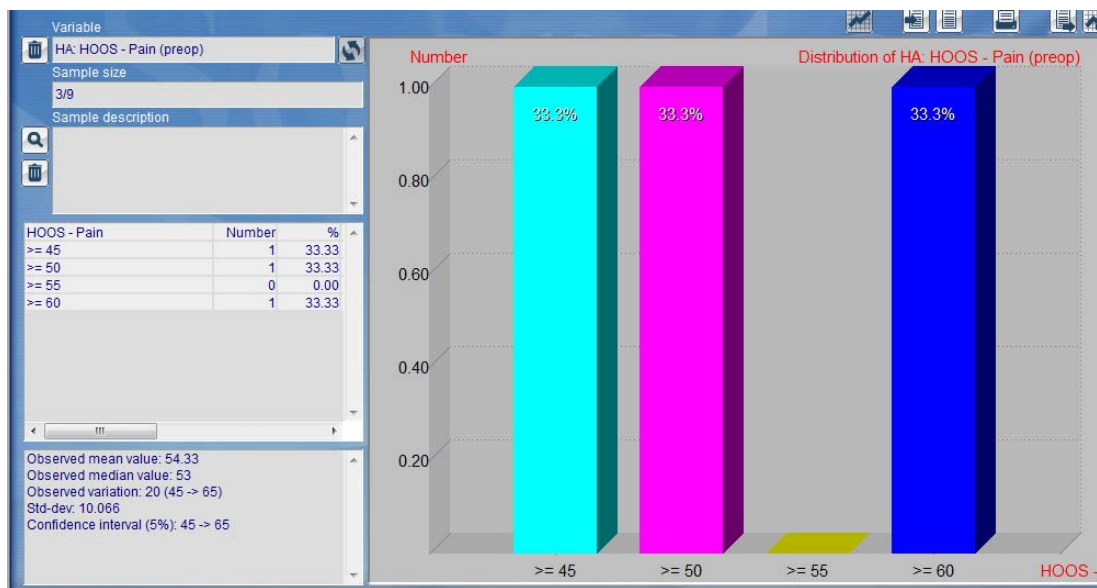 Variable
HA: HOOS - Pain (preop)
Sample size
3/9
Sample description
HOOS - Pain Number %
>= 45 1 33.33
>= 50 1 33.33
>= 55 0 0.00
>= 60 1 33.33
Observed mean value: 54.33
Observed median value: 53
Observed variation: 20 (45 -> 65)
Std-dev: 10.066
Confidence interval (5%): 45 -> 65
Number
Distribution of HA: HOOS - Pain (preop)
1.00
0.80
0.60
0.40
0.20
33.3% 33.3% 33.3%
>= 45 >= 50 >= 55 >= 60 HOOS -